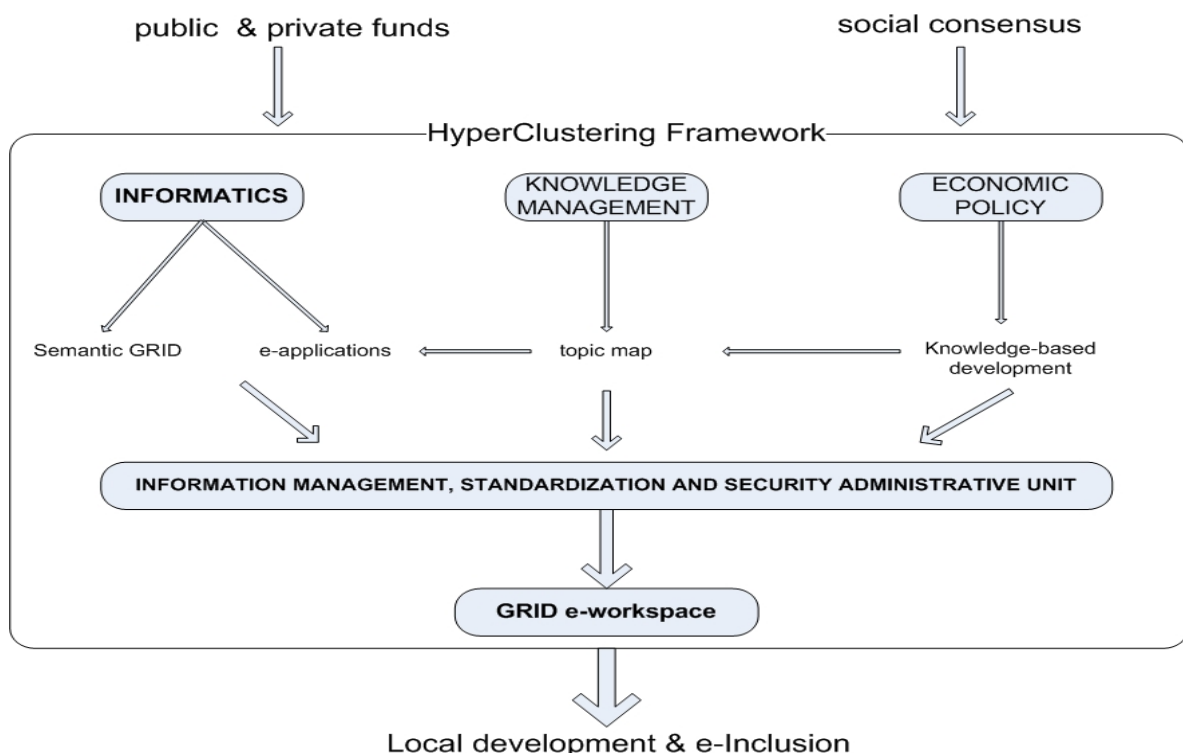 public & private funds
social consensus
HyperClustering Framework
INFORMATICS
KNOWLEDGE
MANAGEMENT
ECONOMIC
POLICY
Semantic GRID
e-applications
topic map
Knowledge-based
development
INFORMATION MANAGEMENT, STANDARDIZATION AND SECURITY ADMINISTRATIVE UNIT
GRID e-workspace
Local development & e-Inclusion